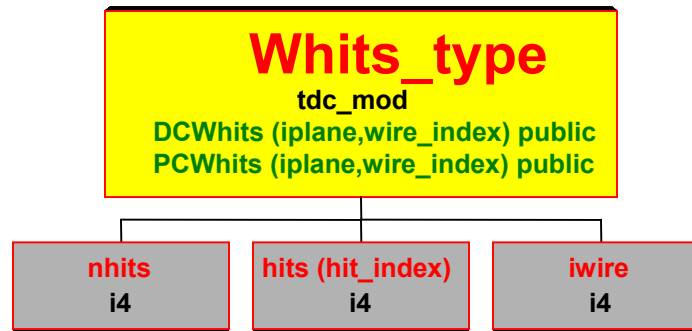 Whits_type
tdc_mod
DCWhits (iplane,wire_index) public
PCWhits (iplane,wire_index) public
nhits
i4
hits (hit_index)
i4
iwire
i4